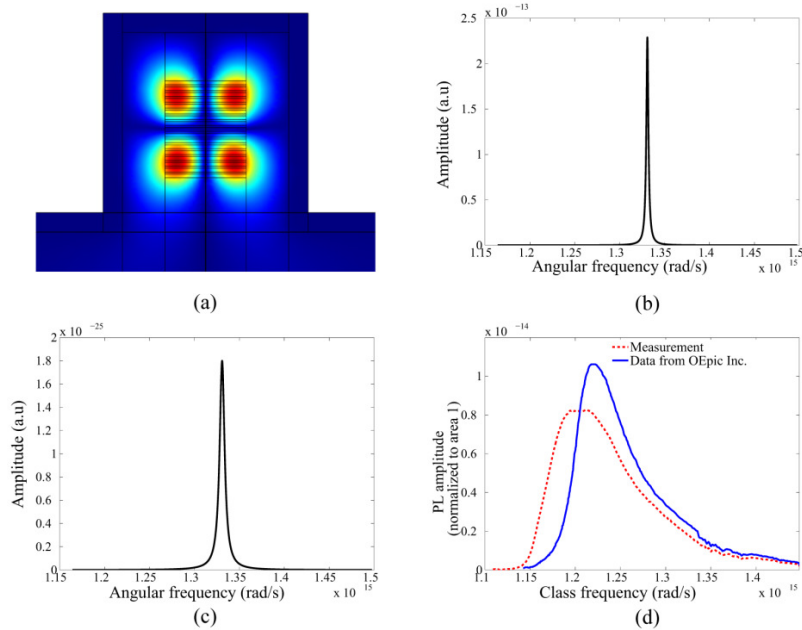 (a)
x 10 -13
2.5
2
1.5
1
0.5
0
Amplitude (a.u)
1.15 1.2 1.25 1.3 1.35 1.4 1.45 1.5
Angular frequency (rad/s)
x 10 15
(b)
x 10 -25
2
1.8
1.6
1.4
1.2
1
0.8
0.6
0.4
0.2
0
Amplitude (a.u)
1.15 1.2 1.25 1.3 1.35 1.4 1.45 1.5
Angular frequency (rad/s)
x 10 15
(c)
x 10 -14
1.2
1
0.8
0.6
0.4
0.2
0
PL amplitude
(normalized to area 1)
Measurement
Data from OEpic Inc.
1.1 1.15 1.2 1.25 1.3 1.35 1.4 1.45
Class frequency (rad/s)
x 10 15
(d)